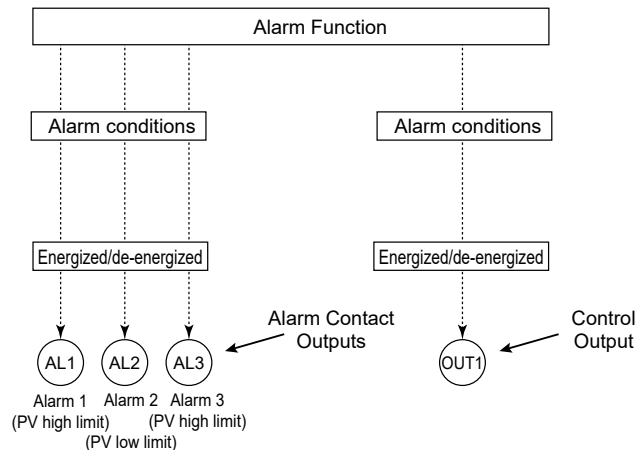 Alarm Function
Alarm conditions
Alarm conditions
Energized/de-energized
Energized/de-energized
Alarm Contact
Outputs
Control
Output
AL1
AL2
AL3
OUT1
Alarm 1
Alarm 2
Alarm 3
(PV high limit)
(PV high limit)
(PV low limit)